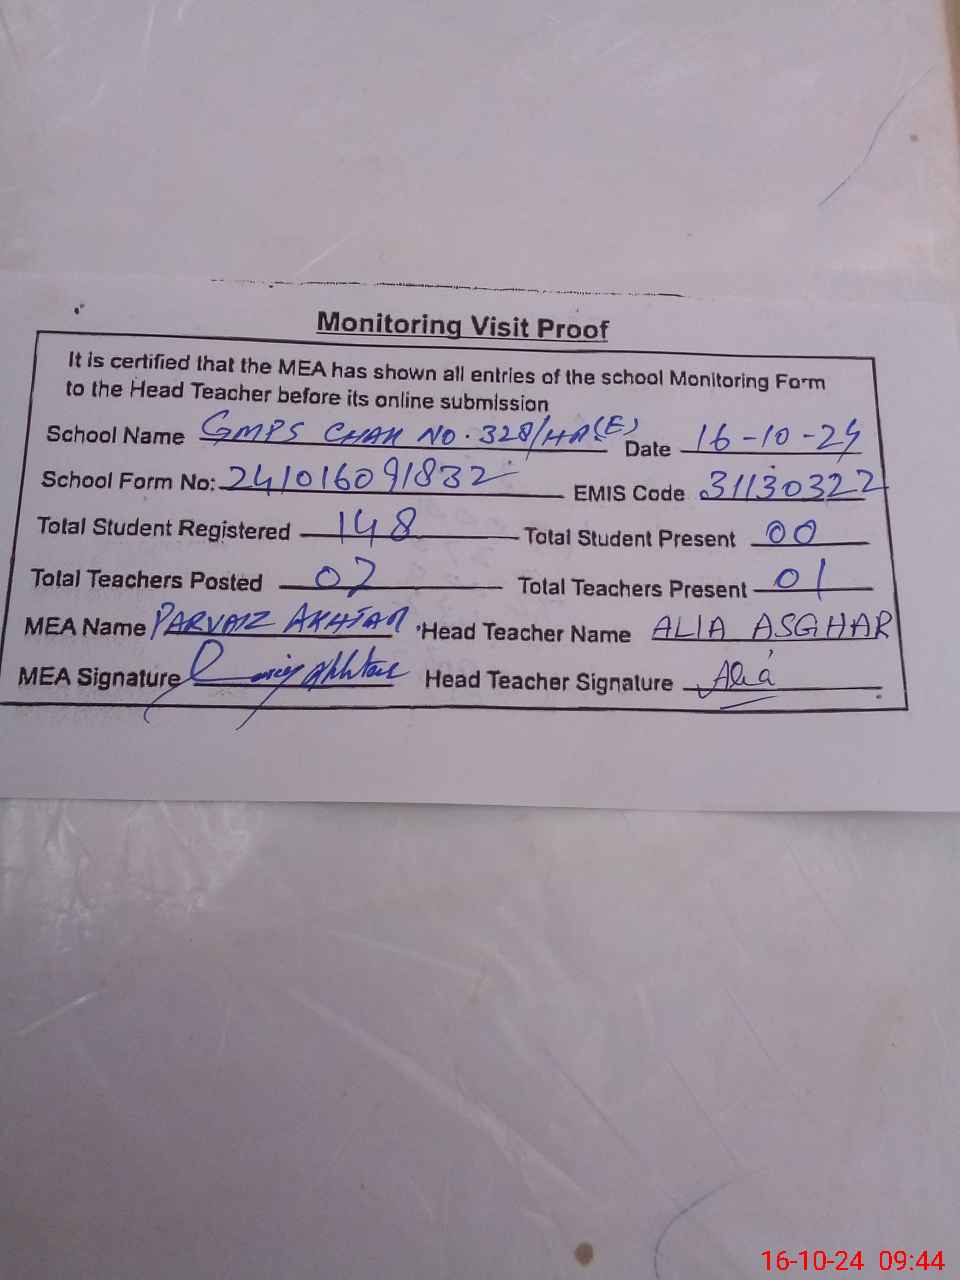 Monitoring Visit Proof
It is certified that the MEA has shown all entries of the school Monitoring Form
to the Head Teacher before its online submission
School Name GMPS CHAK NO. 328/HR(E) Date 16-10-24
School Form No: 241016091832 EMIS Code 31130322
Total Student Registered 148 Total Student Present 00
Total Teachers Posted 02 Total Teachers Present 01
MEA Name PARVAIZ AKHTAR Head Teacher Name ALIA ASGHAR
MEA Signature Akhtar Head Teacher Signature Alia
16-10-24 09:44